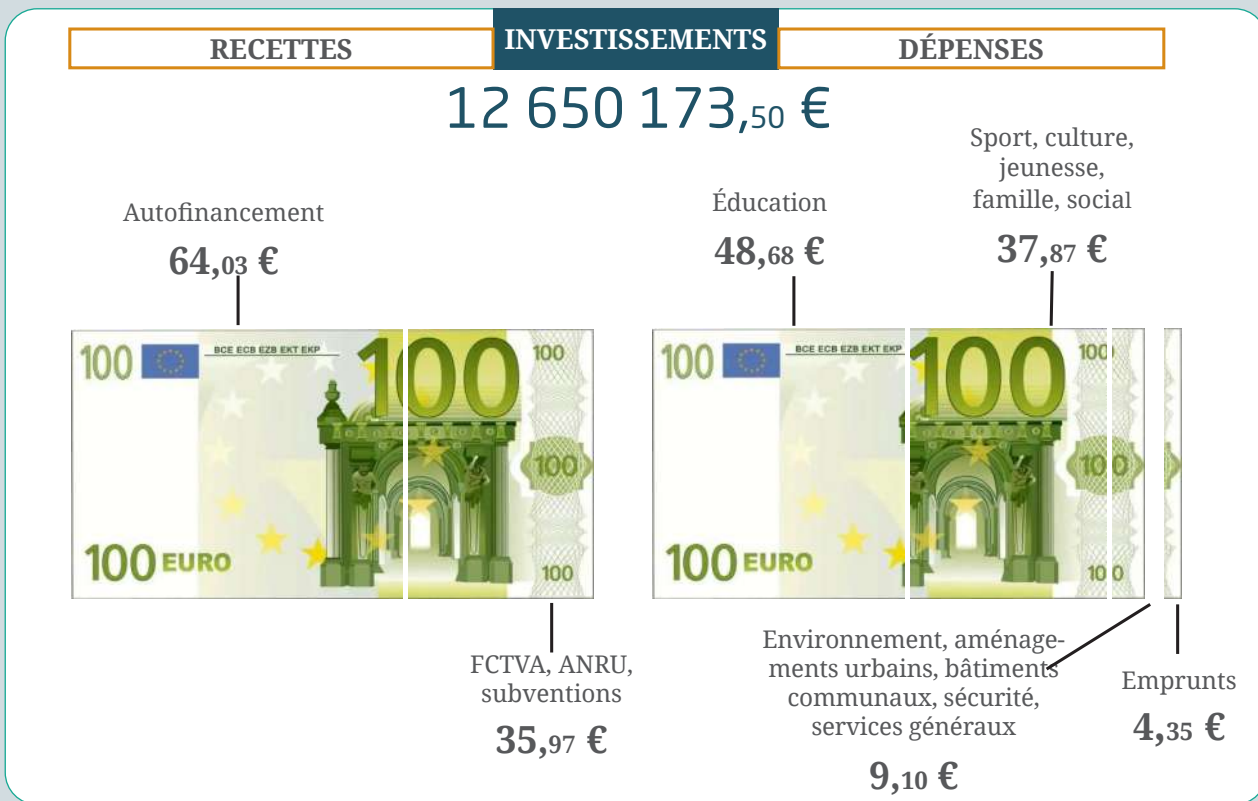 RECETTES
INVESTISSEMENTS
DÉPENSES
12 650 173,50 €
Autofinancement
64,03 €
Éducation
48,68 €
Sport, culture,
jeunesse,
famille, social
37,87 €
100
BCE ECB EZB EKT EKP
100
100
100
100 EURO
100
100
BCE ECB EZB EKT EKP
100
100
100
100 EURO
100
FCTVA, ANRU,
subventions
35,97 €
Environnement, aménage-
ments urbains, bâtiments
communaux, sécurité,
services généraux
9,10 €
Emprunts
4,35 €